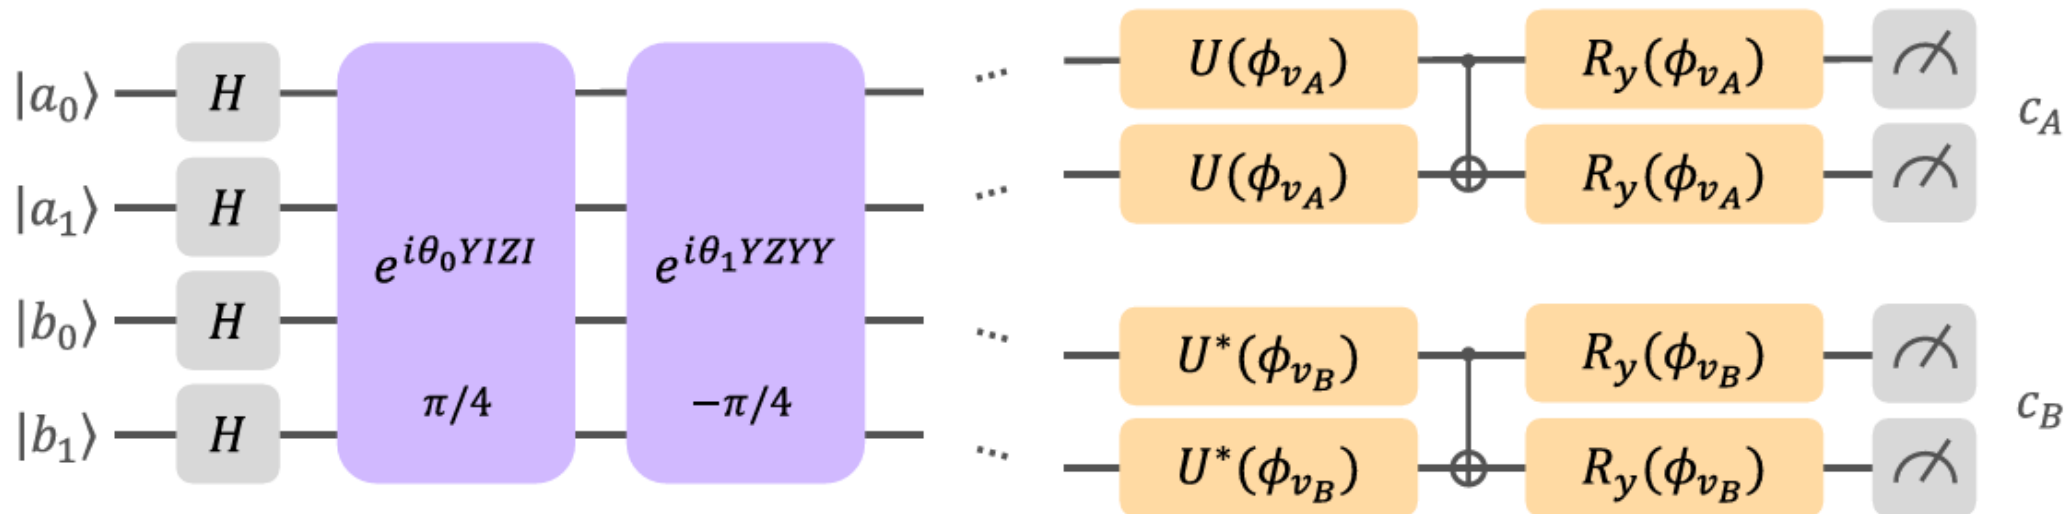 |a₀⟩ H ... U(ϕ_{v_A}) R_y(ϕ_{v_A})
|a₁⟩ H ... U(ϕ_{v_A}) R_y(ϕ_{v_A})
c_A
e^{iθ₀YIZI} e^{iθ₁YZYY}
|b₀⟩ H ... U*(ϕ_{v_B}) R_y(ϕ_{v_B})
π/4 −π/4
|b₁⟩ H ... U*(ϕ_{v_B}) R_y(ϕ_{v_B})
c_B